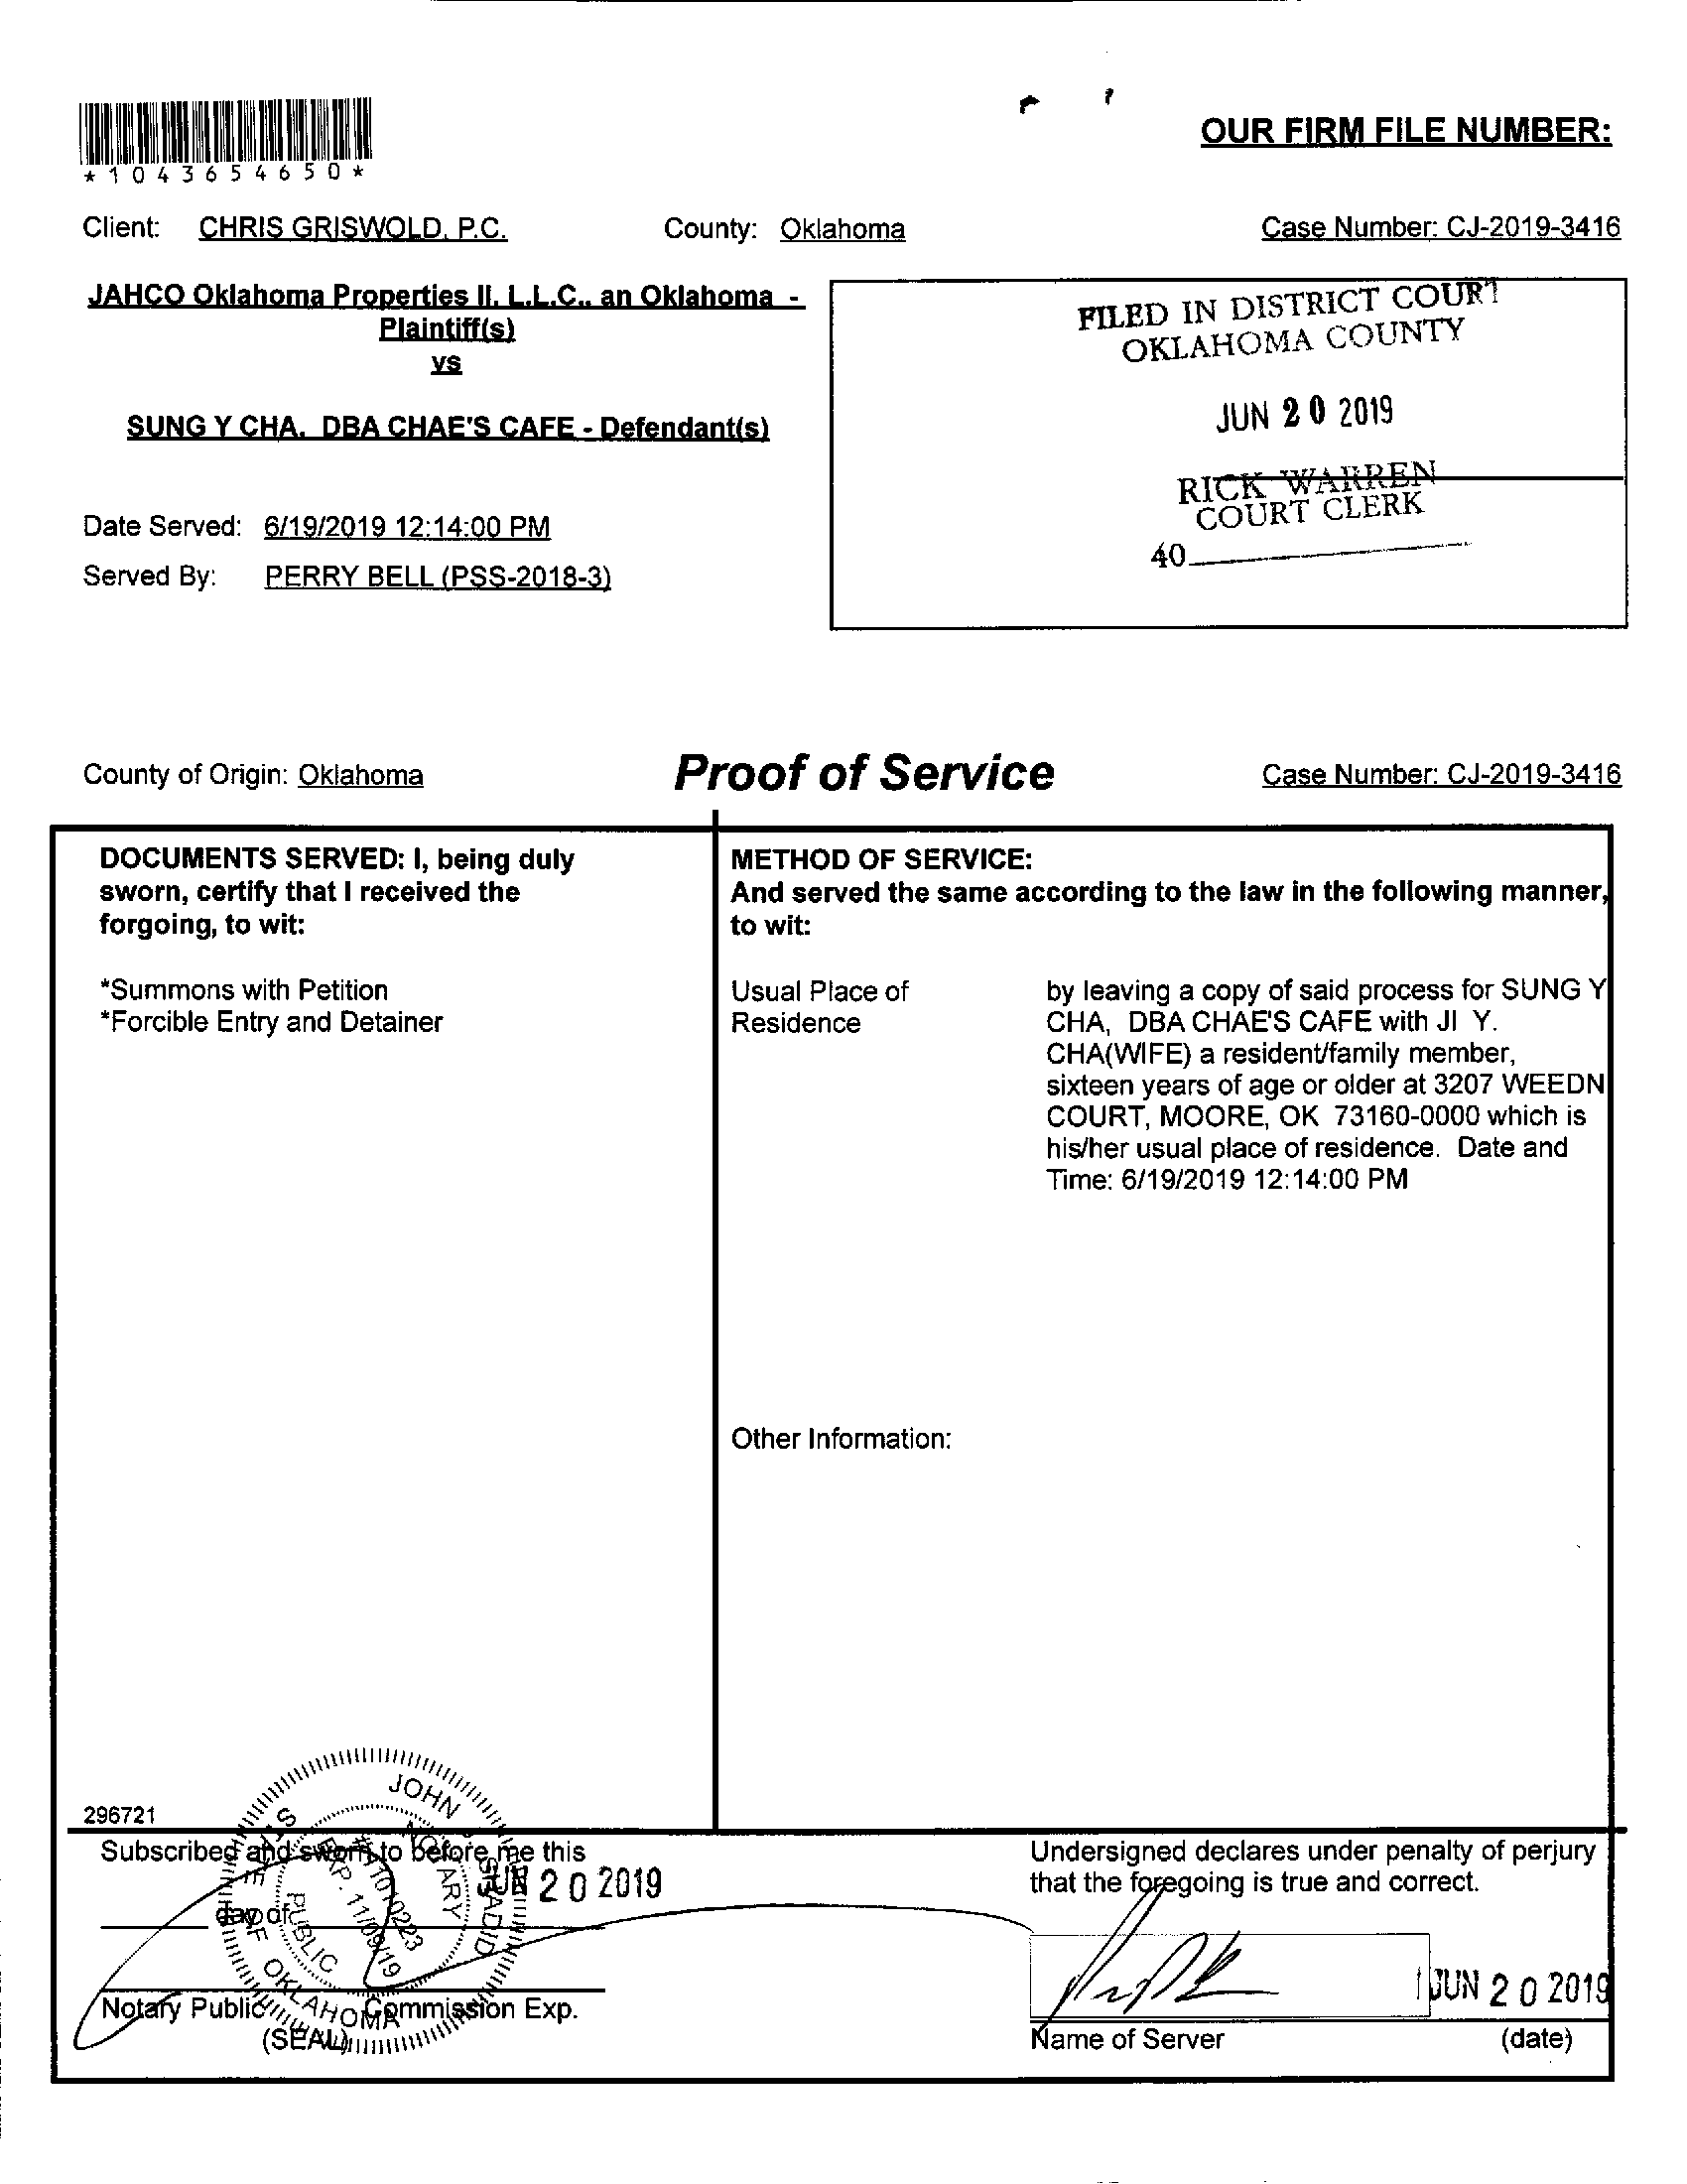 *1043654650*
OUR FIRM FILE NUMBER:
Client: CHRIS GRISWOLD, P.C. County: Oklahoma Case Number: CJ-2019-3416
JAHCO Oklahoma Properties II, L.L.C., an Oklahoma -
Plaintiff(s)
vs
SUNG Y CHA, DBA CHAE'S CAFE - Defendant(s)
Date Served: 6/19/2019 12:14:00 PM
Served By: PERRY BELL (PSS-2018-3)
FILED IN DISTRICT COURT
OKLAHOMA COUNTY
JUN 20 2019
RICK WARREN
COURT CLERK
40
County of Origin: Oklahoma Proof of Service Case Number: CJ-2019-3416
DOCUMENTS SERVED: I, being duly
sworn, certify that I received the
forgoing, to wit:
*Summons with Petition
*Forcible Entry and Detainer
METHOD OF SERVICE:
And served the same according to the law in the following manner,
to wit:
Usual Place of
Residence
by leaving a copy of said process for SUNG Y
CHA, DBA CHAE'S CAFE with JI Y.
CHA(WIFE) a resident/family member,
sixteen years of age or older at 3207 WEEDN
COURT, MOORE, OK 73160-0000 which is
his/her usual place of residence. Date and
Time: 6/19/2019 12:14:00 PM
Other Information:
296721
Subscribed and sworn to before me this
JUN 20 2019
day of
Notary Public Commission Exp.
(SEAL)
JOHN SHADID
NOTARY PUBLIC
STATE OF OKLAHOMA
EXP. 11/09/19
Undersigned declares under penalty of perjury
that the foregoing is true and correct.
JUN 20 2019
Name of Server (date)